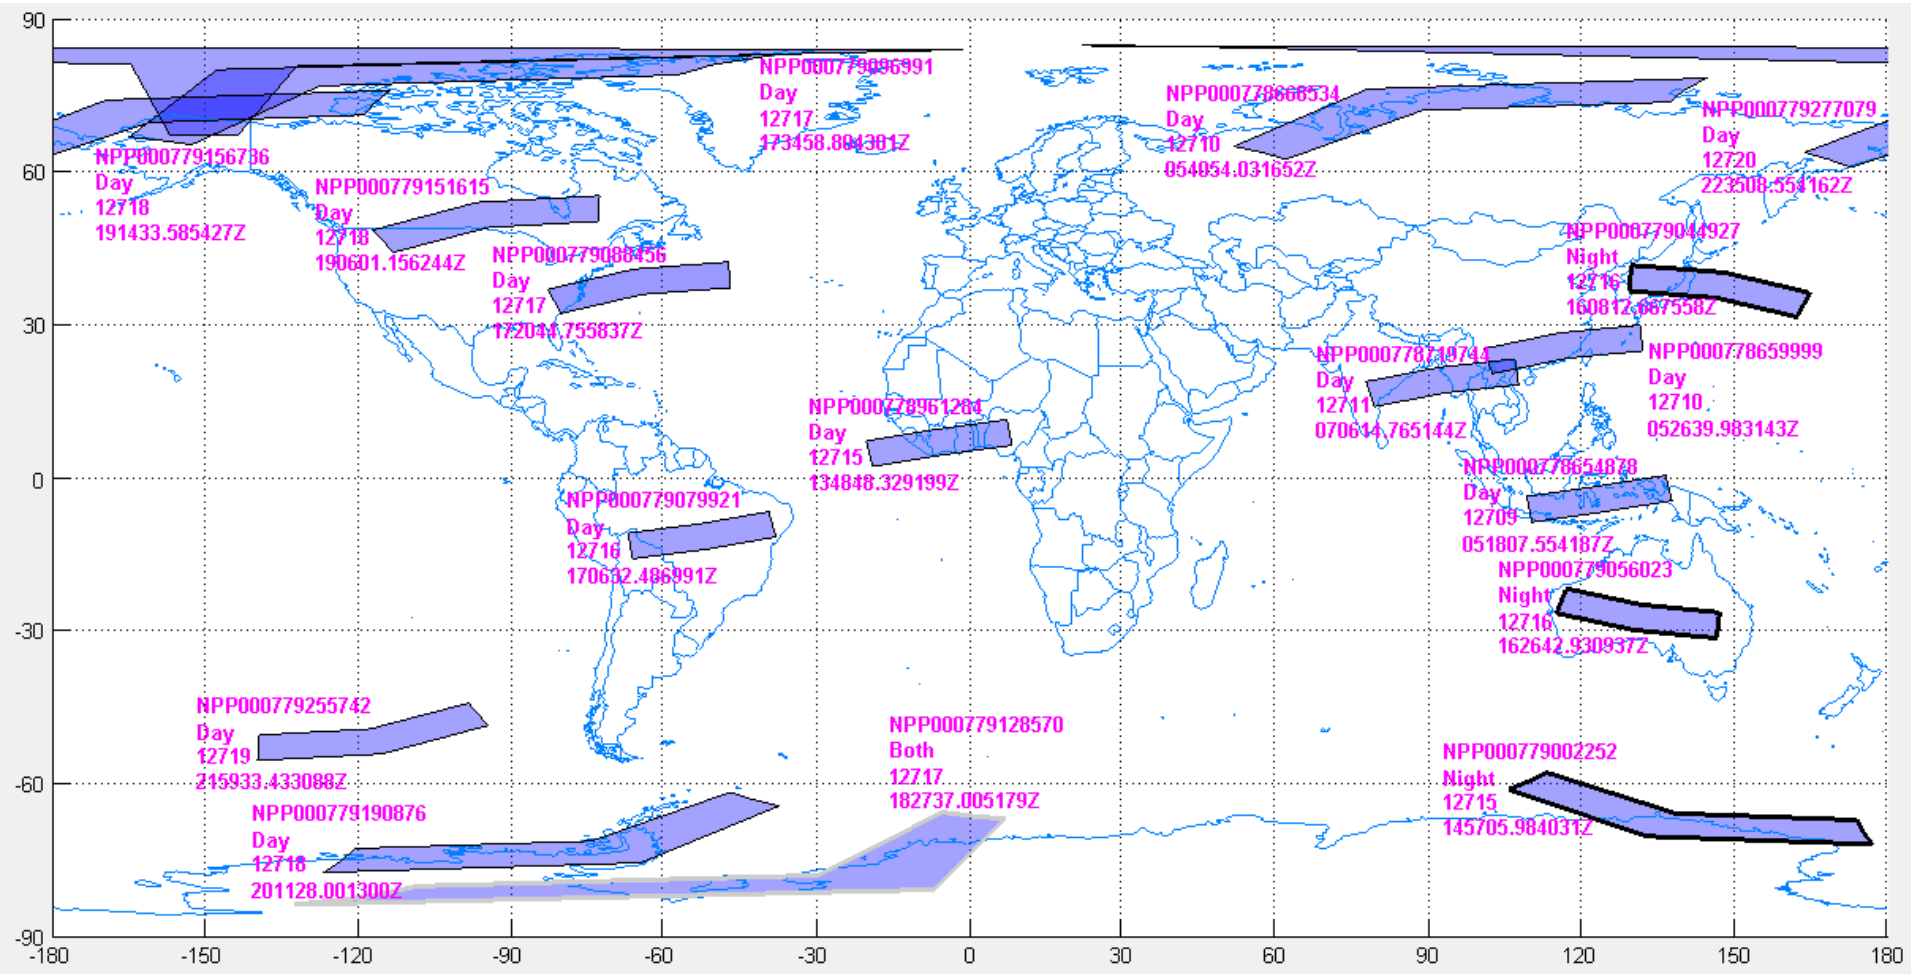 90
60
30
0
-30
-60
-90
-180
-150
-120
-90
-60
-30
0
30
60
90
120
150
180
NPP000779096991
Day
12717
173458.804301Z
NPP000778668534
Day
12710
054054.031652Z
NPP000779277079
Day
12720
223508.554162Z
NPP000779156736
Day
12718
191433.585427Z
NPP000779151615
Day
12718
190601.156244Z
NPP000779088456
Day
12717
172044.755837Z
NPP000779044927
Night
12716
160812.667558Z
NPP000778719744
Day
12711
070614.765144Z
NPP000778659999
Day
12710
052639.983143Z
NPP000778961284
Day
12715
134848.329199Z
NPP000778654878
Day
12709
051807.554187Z
NPP000779079921
Day
12716
170632.486991Z
NPP000779056023
Night
12716
162642.930937Z
NPP000779255742
Day
12719
215933.433088Z
NPP000779128570
Both
12717
182737.005179Z
NPP000779002252
Night
12715
145705.984031Z
NPP000779190876
Day
12718
201128.001300Z